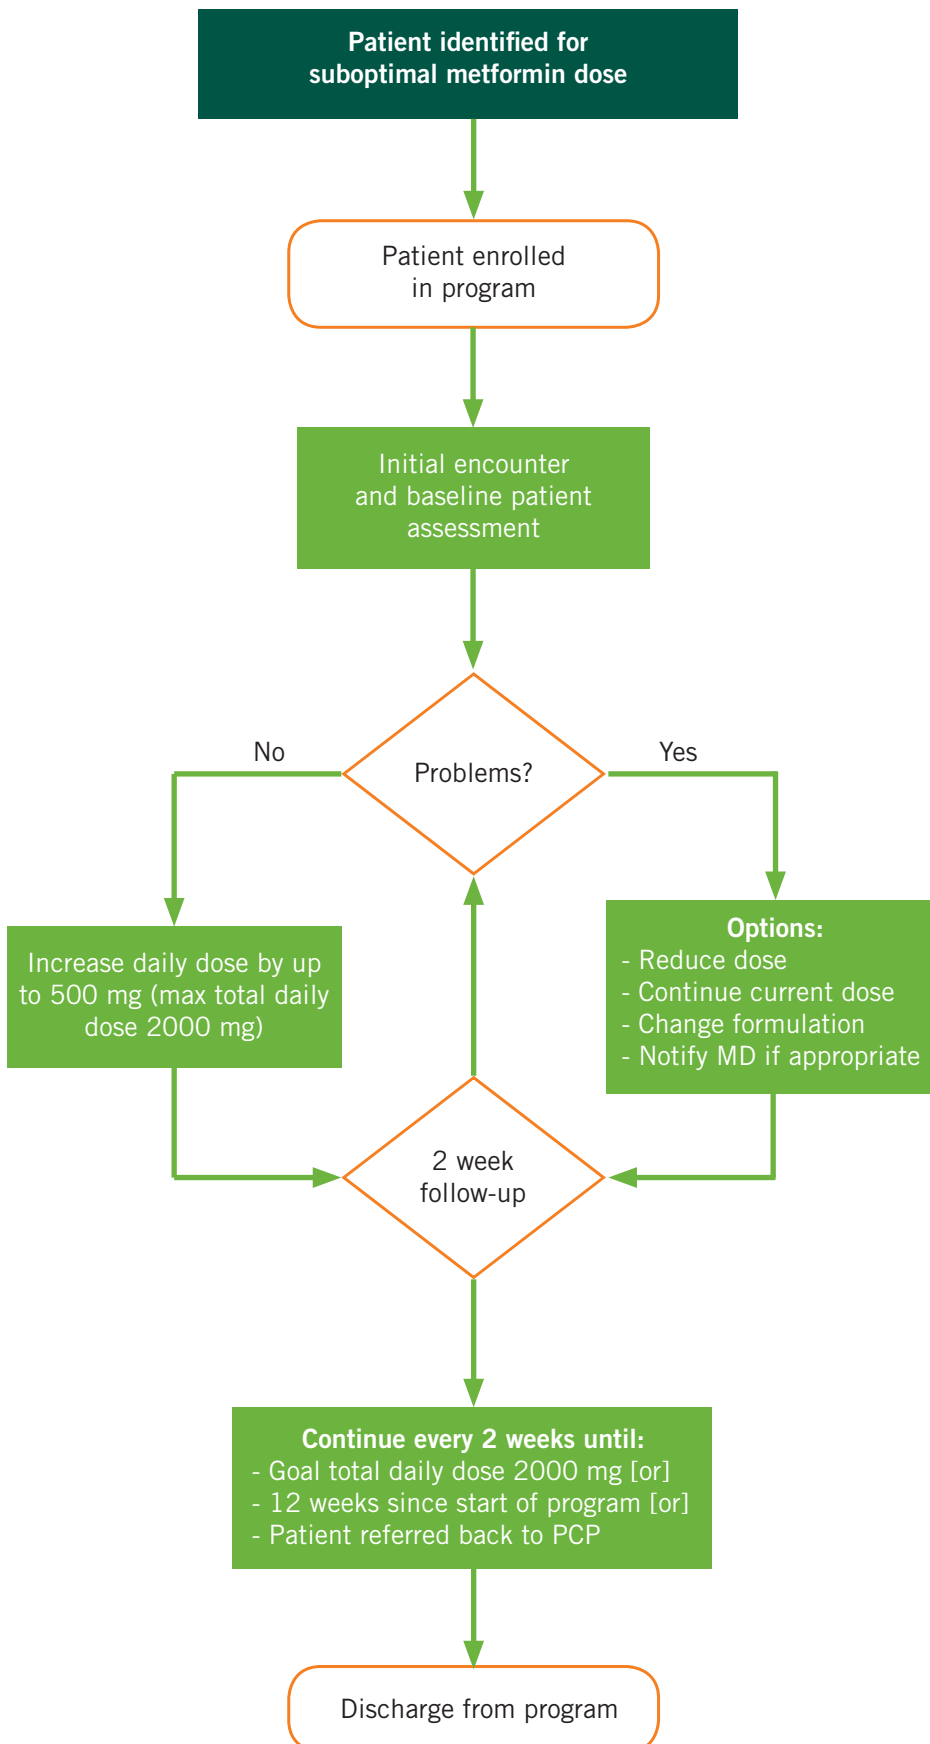 Patient identified for
suboptimal metformin dose
Patient enrolled
in program
Initial encounter
and baseline patient
assessment
Problems?
No
Yes
Increase daily dose by up
to 500 mg (max total daily
dose 2000 mg)
Options:
- Reduce dose
- Continue current dose
- Change formulation
- Notify MD if appropriate
2 week
follow-up
Continue every 2 weeks until:
- Goal total daily dose 2000 mg [or]
- 12 weeks since start of program [or]
- Patient referred back to PCP
Discharge from program